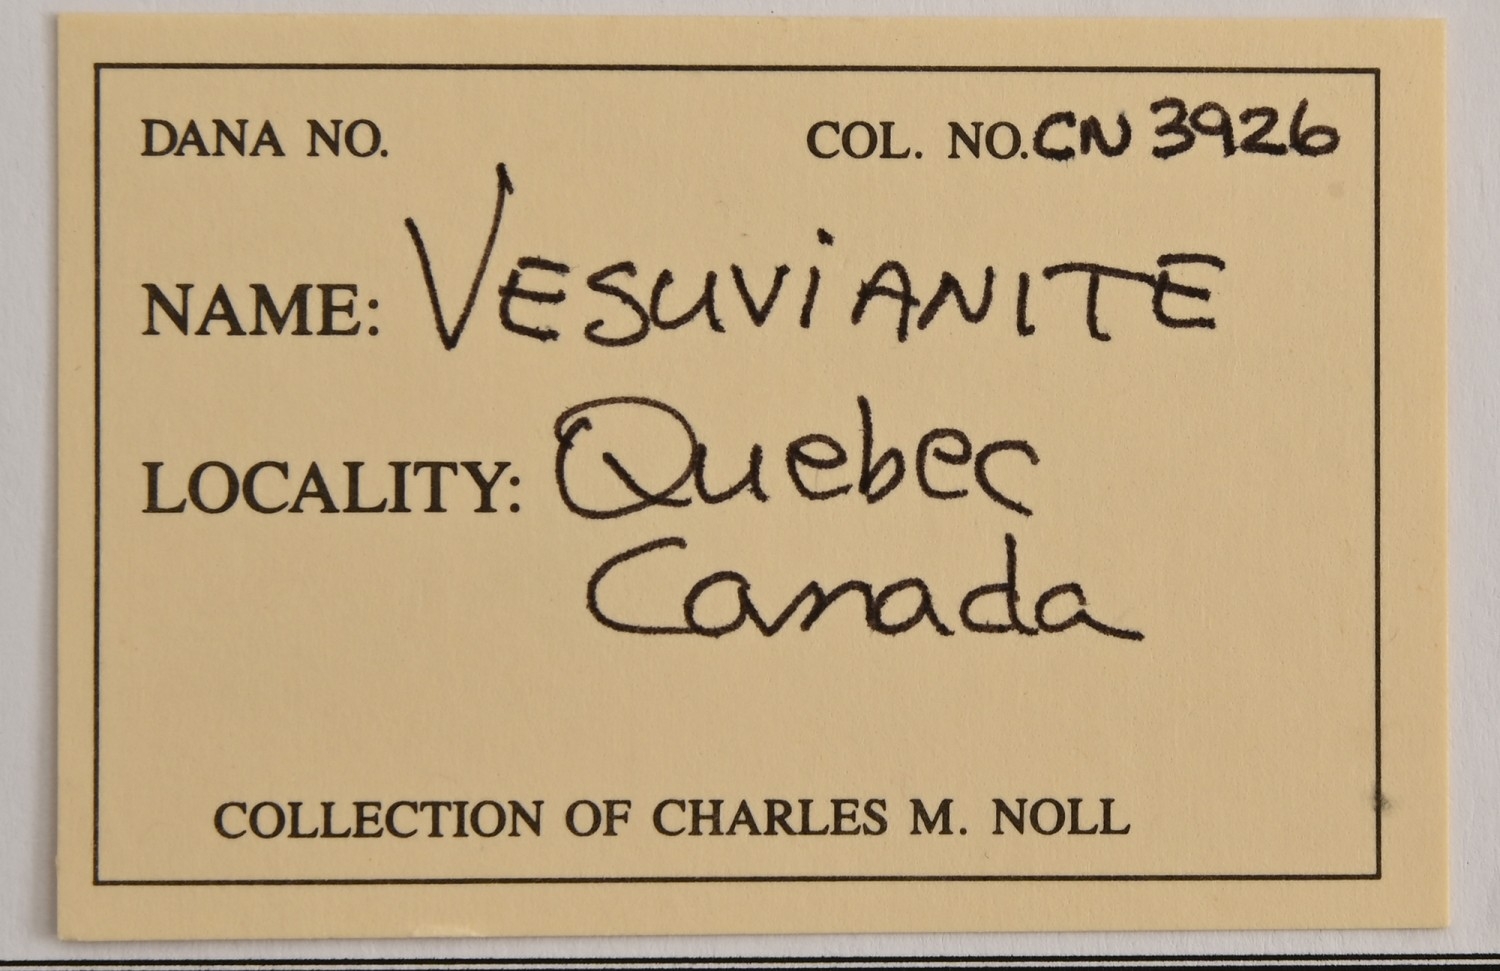 DANA NO. COL. NO. CN 3926
NAME: VESUViANITE
LOCALITY: Quebec
Canada
COLLECTION OF CHARLES M. NOLL